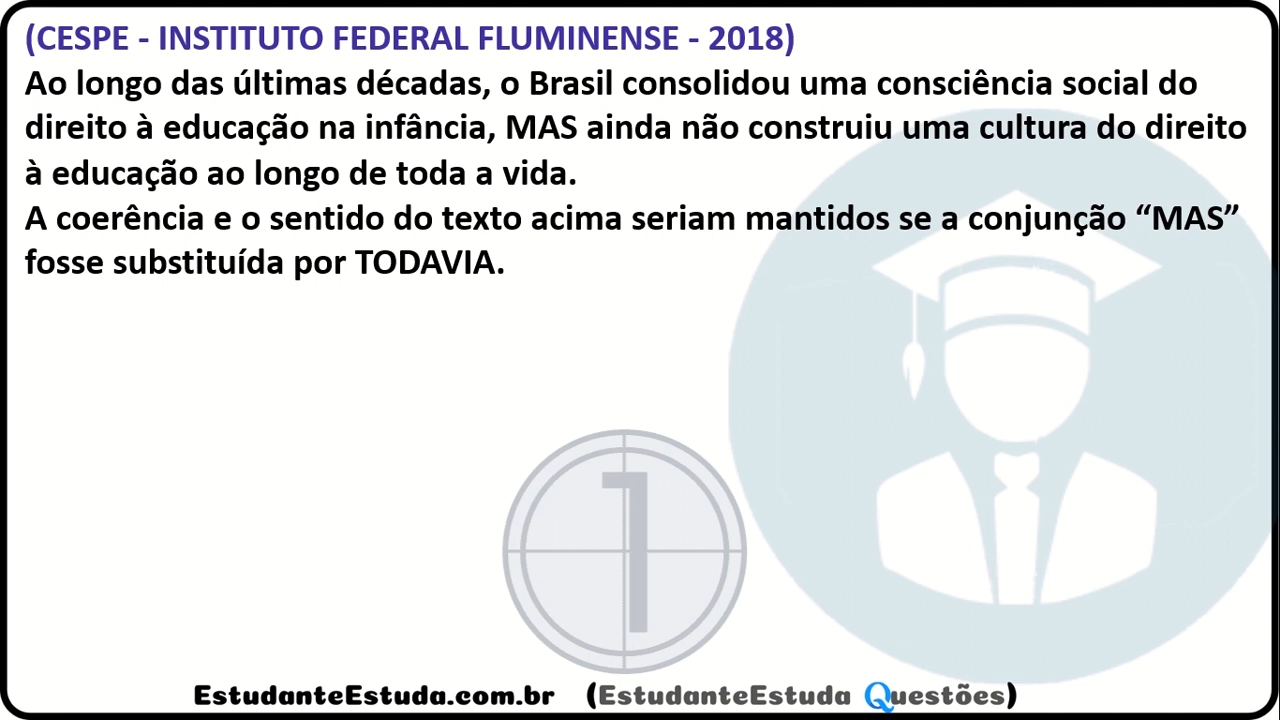 (CESPE - INSTITUTO FEDERAL FLUMINENSE - 2018)
Ao longo das últimas décadas, o Brasil consolidou uma consciência social do
direito à educação na infância, MAS ainda não construiu uma cultura do direito
à educação ao longo de toda a vida.
A coerência e o sentido do texto acima seriam mantidos se a conjunção “MAS”
fosse substituída por TODAVIA.
1
EstudanteEstuda.com.br (EstudanteEstuda Questões)